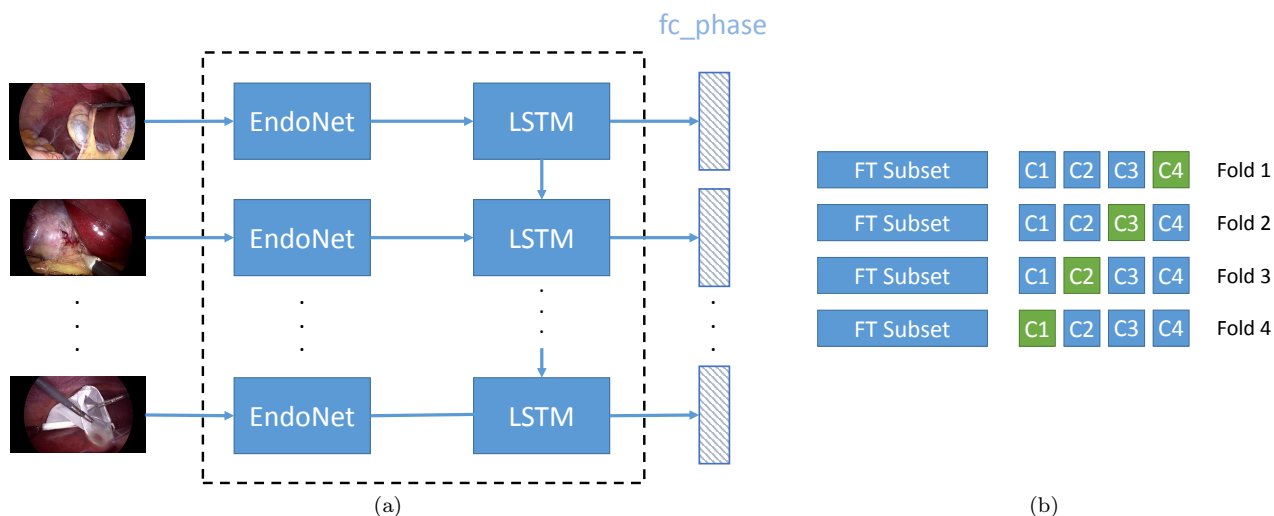 fc_phase
EndoNet LSTM
EndoNet LSTM
EndoNet LSTM
(a)
FT Subset C1 C2 C3 C4 Fold 1
FT Subset C1 C2 C3 C4 Fold 2
FT Subset C1 C2 C3 C4 Fold 3
FT Subset C1 C2 C3 C4 Fold 4
(b)